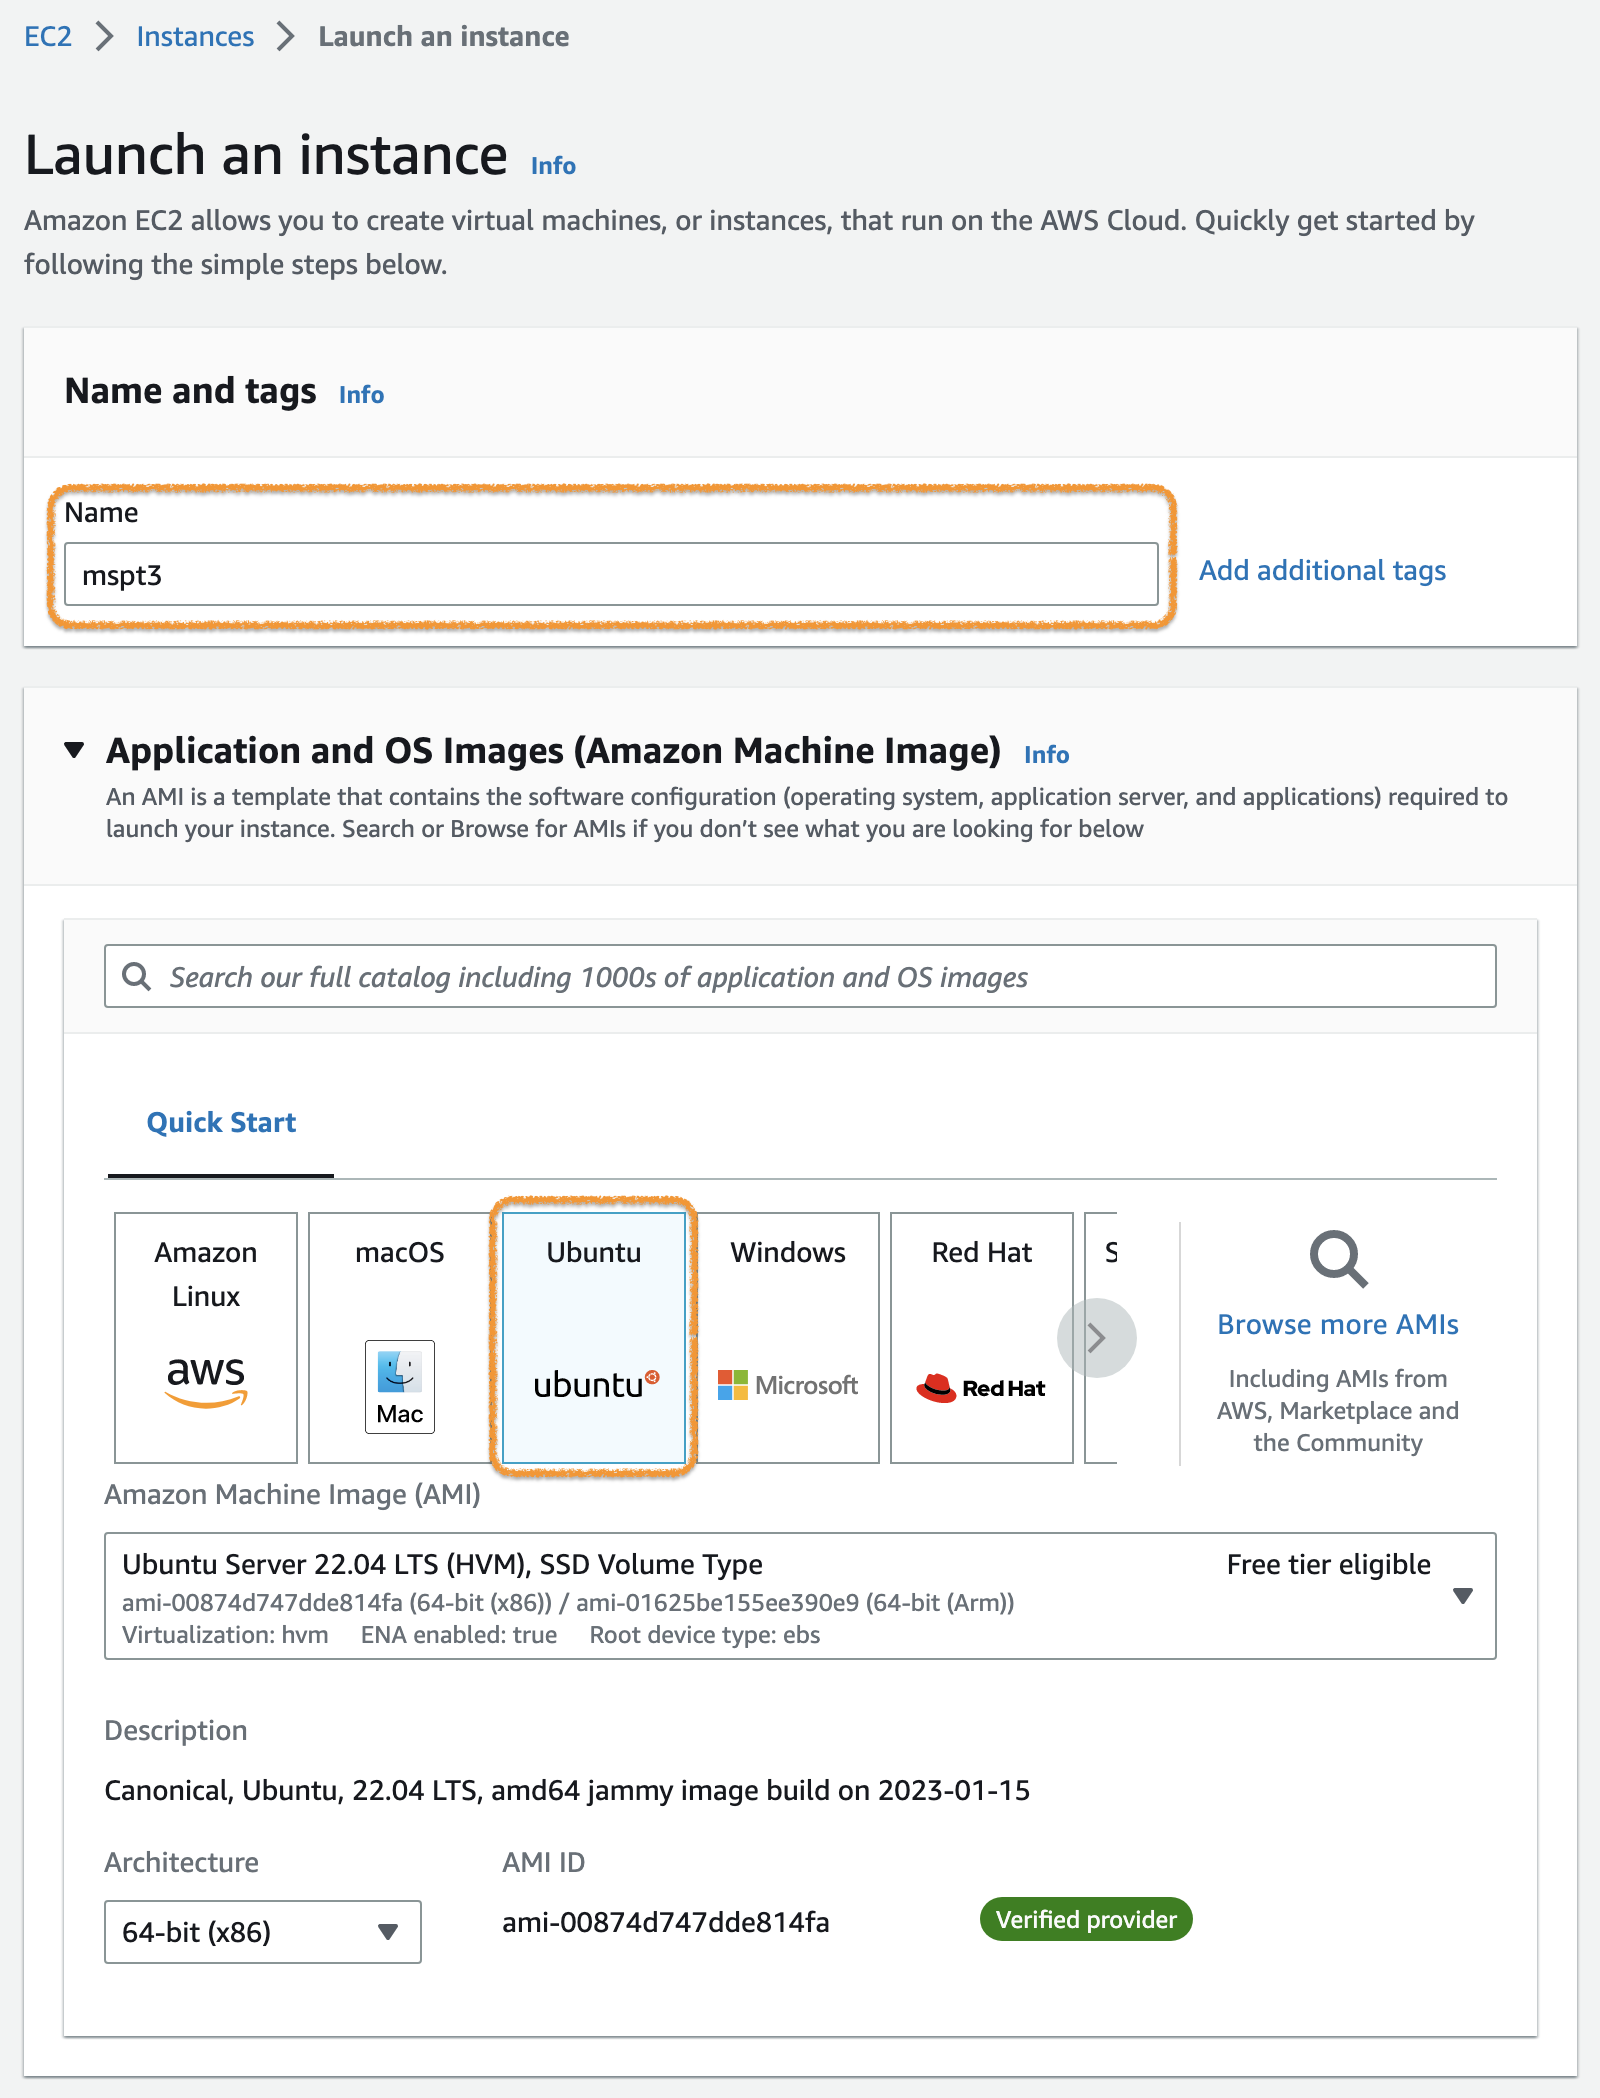 EC2 > Instances > Launch an instance
Launch an instance Info
Amazon EC2 allows you to create virtual machines, or instances, that run on the AWS Cloud. Quickly get started by
following the simple steps below.
Name and tags Info
Name
mspt3
Add additional tags
Application and OS Images (Amazon Machine Image) Info
An AMI is a template that contains the software configuration (operating system, application server, and applications) required to
launch your instance. Search or Browse for AMIs if you don’t see what you are looking for below
Search our full catalog including 1000s of application and OS images
Quick Start
Amazon
Linux
aws
macOS
Mac
Ubuntu
ubuntu
Windows
Microsoft
Red Hat
Red Hat
S
Browse more AMIs
Including AMIs from
AWS, Marketplace and
the Community
Amazon Machine Image (AMI)
Ubuntu Server 22.04 LTS (HVM), SSD Volume Type
Free tier eligible
ami-00874d747dde814fa (64-bit (x86)) / ami-01625be155ee390e9 (64-bit (Arm))
Virtualization: hvm ENA enabled: true Root device type: ebs
Description
Canonical, Ubuntu, 22.04 LTS, amd64 jammy image build on 2023-01-15
Architecture
64-bit (x86)
AMI ID
ami-00874d747dde814fa
Verified provider